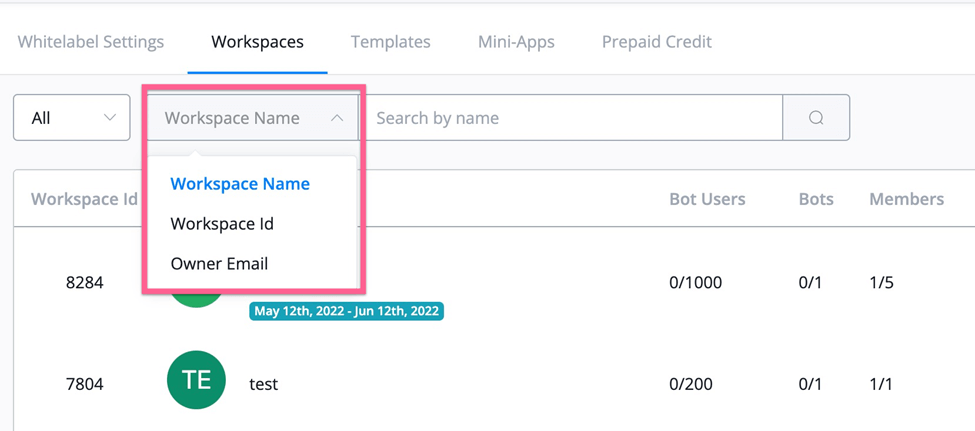 Whitelabel Settings Workspaces Templates Mini-Apps Prepaid Credit
All Workspace Name Search by name
Workspace Name
Workspace Id Bot Users Bots Members
Workspace Id
Owner Email
8284 0/1000 0/1 1/5
May 12th, 2022 - Jun 12th, 2022
7804 TE test 0/200 0/1 1/1